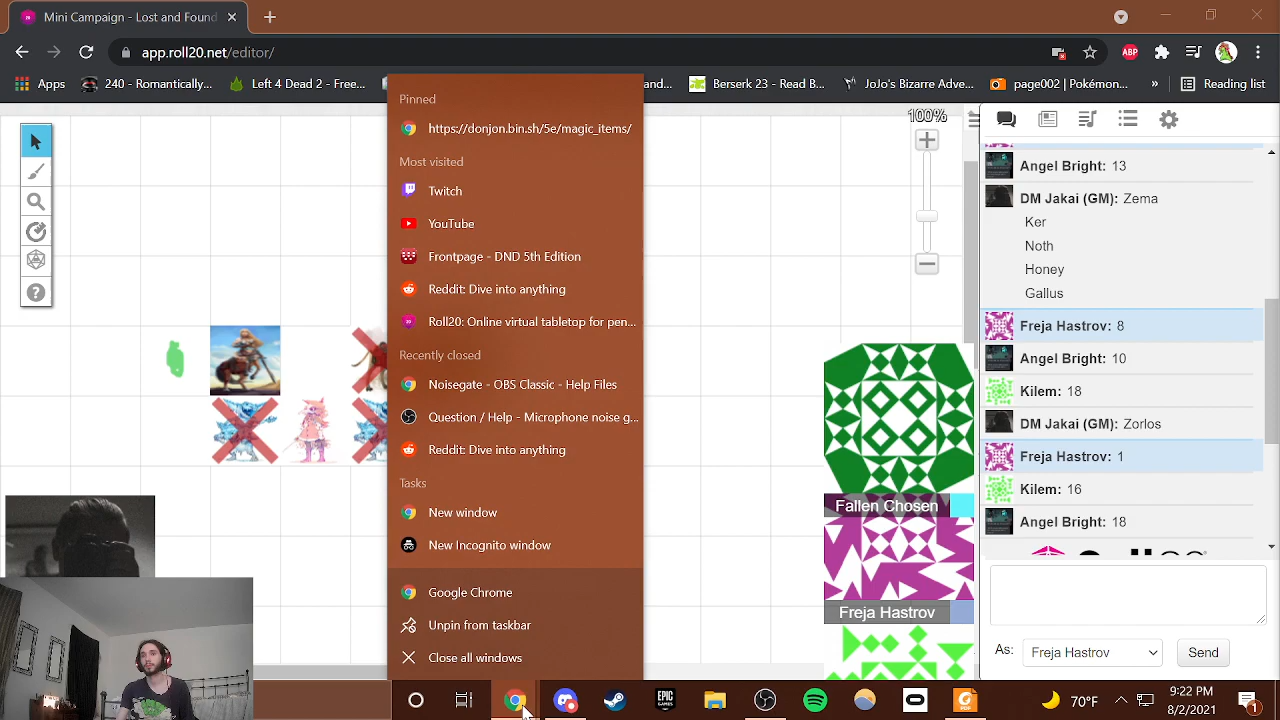 Mini Campaign | Roll20
app.roll20.net/editor/
ABP
Apps
240 - Romantically...
Left 4 Dead 2 - Free...
and...
Berserk 23 - Read B...
JoJo's Adventure -...
page002 | Pokémon...
»
Reading list
Pinned
https://donjon.bin.sh/5e/magic_items/
Most visited
Twitch
YouTube
Frontpage - DND 5th Edition
Reddit: Dive into anything
Roll20: Online virtual tabletop for pen...
Recently closed
Noisegate - OBS Classic - Help Files
Question / Help - Microphone noise g...
Reddit: Dive into anything
Tasks
New window
New Incognito window
Google Chrome
Unpin from taskbar
Close all windows
100%
Angel Bright: 13
DM Jakai (GM): Zema
Ker
Noth
Honey
Gallus
Freja Hastrov: 8
Angel Bright: 10
Kilem: 18
DM Jakai (GM): Zorlos
Freja Hastrov: 1
Kilem: 16
Angel Bright: 18
Fallen Chosen
Freja Hastrov
As:
Freja Hastrov
Send
EPIC GAMES
70°F
9:22 PM
8/2/2021